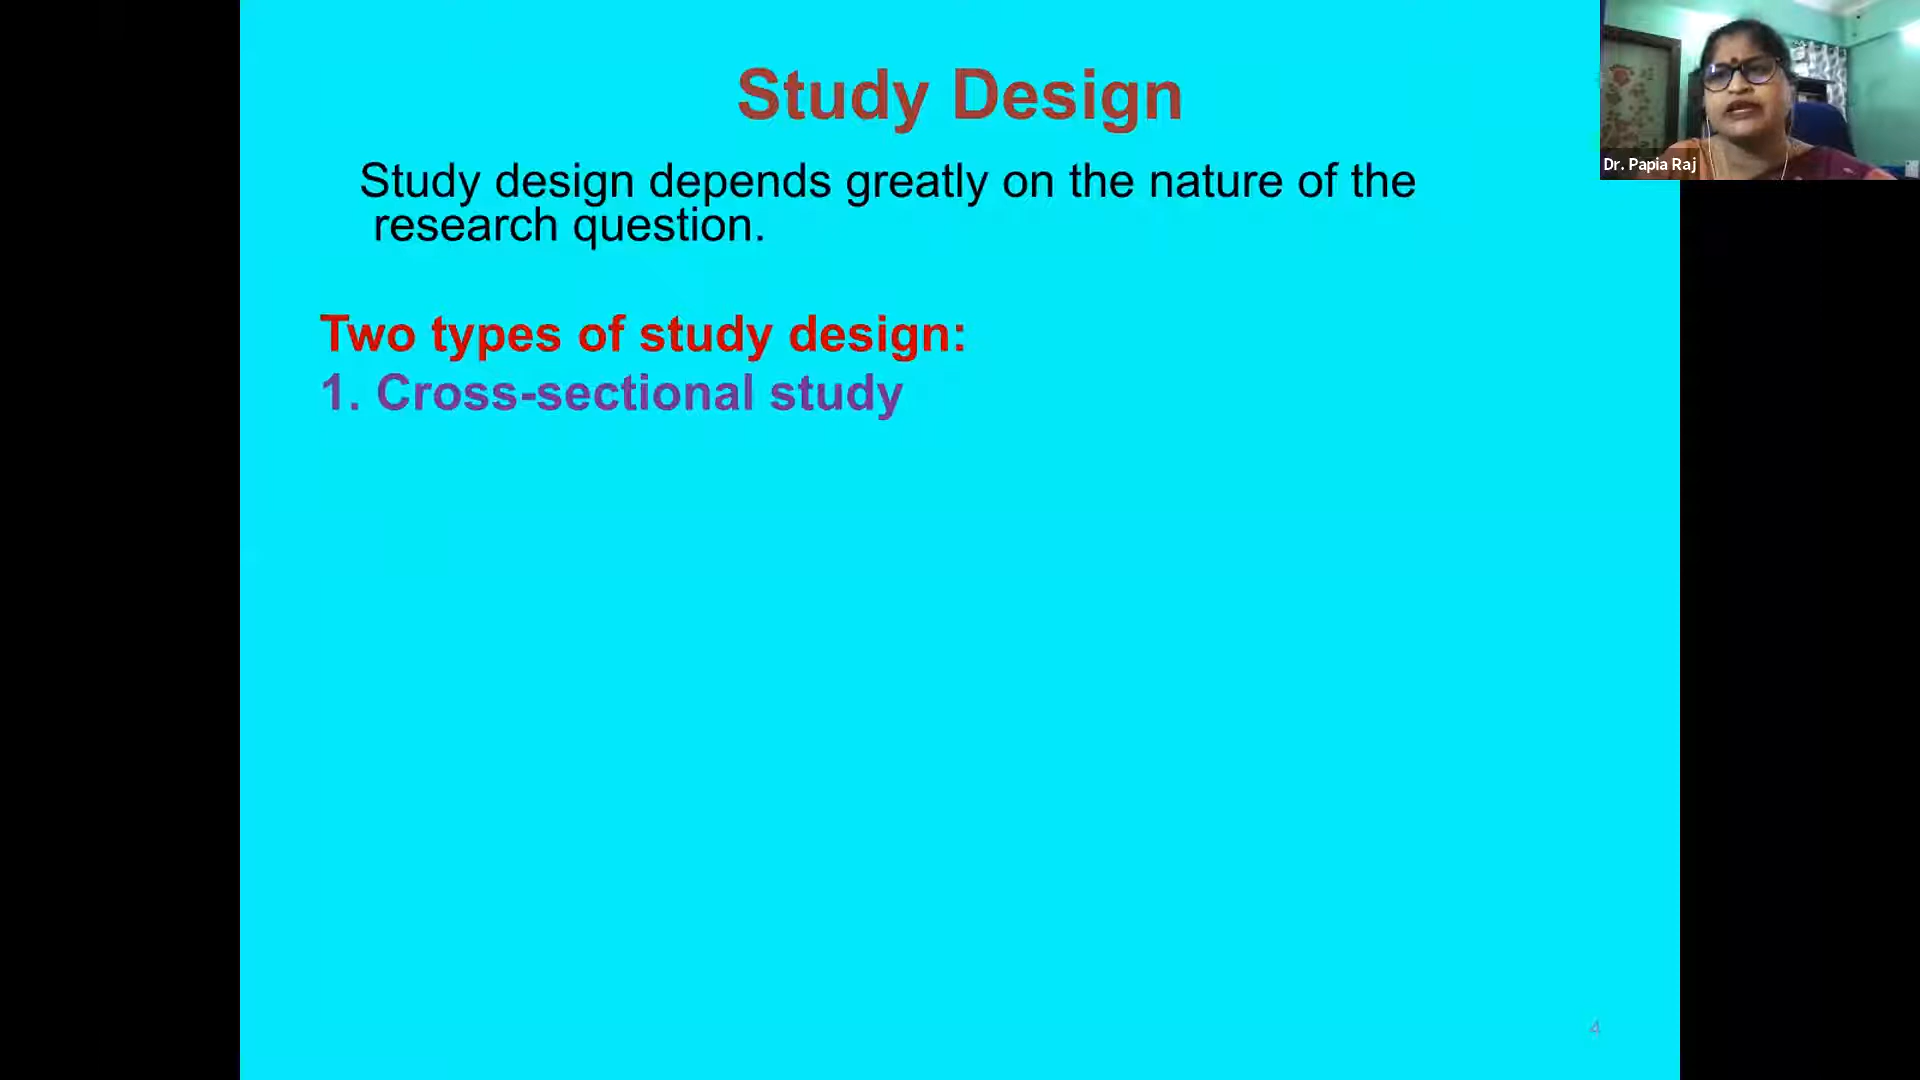 Study Design
Study design depends greatly on the nature of the
research question.
Two types of study design:
1. Cross-sectional study
Dr. Papia Raj
4